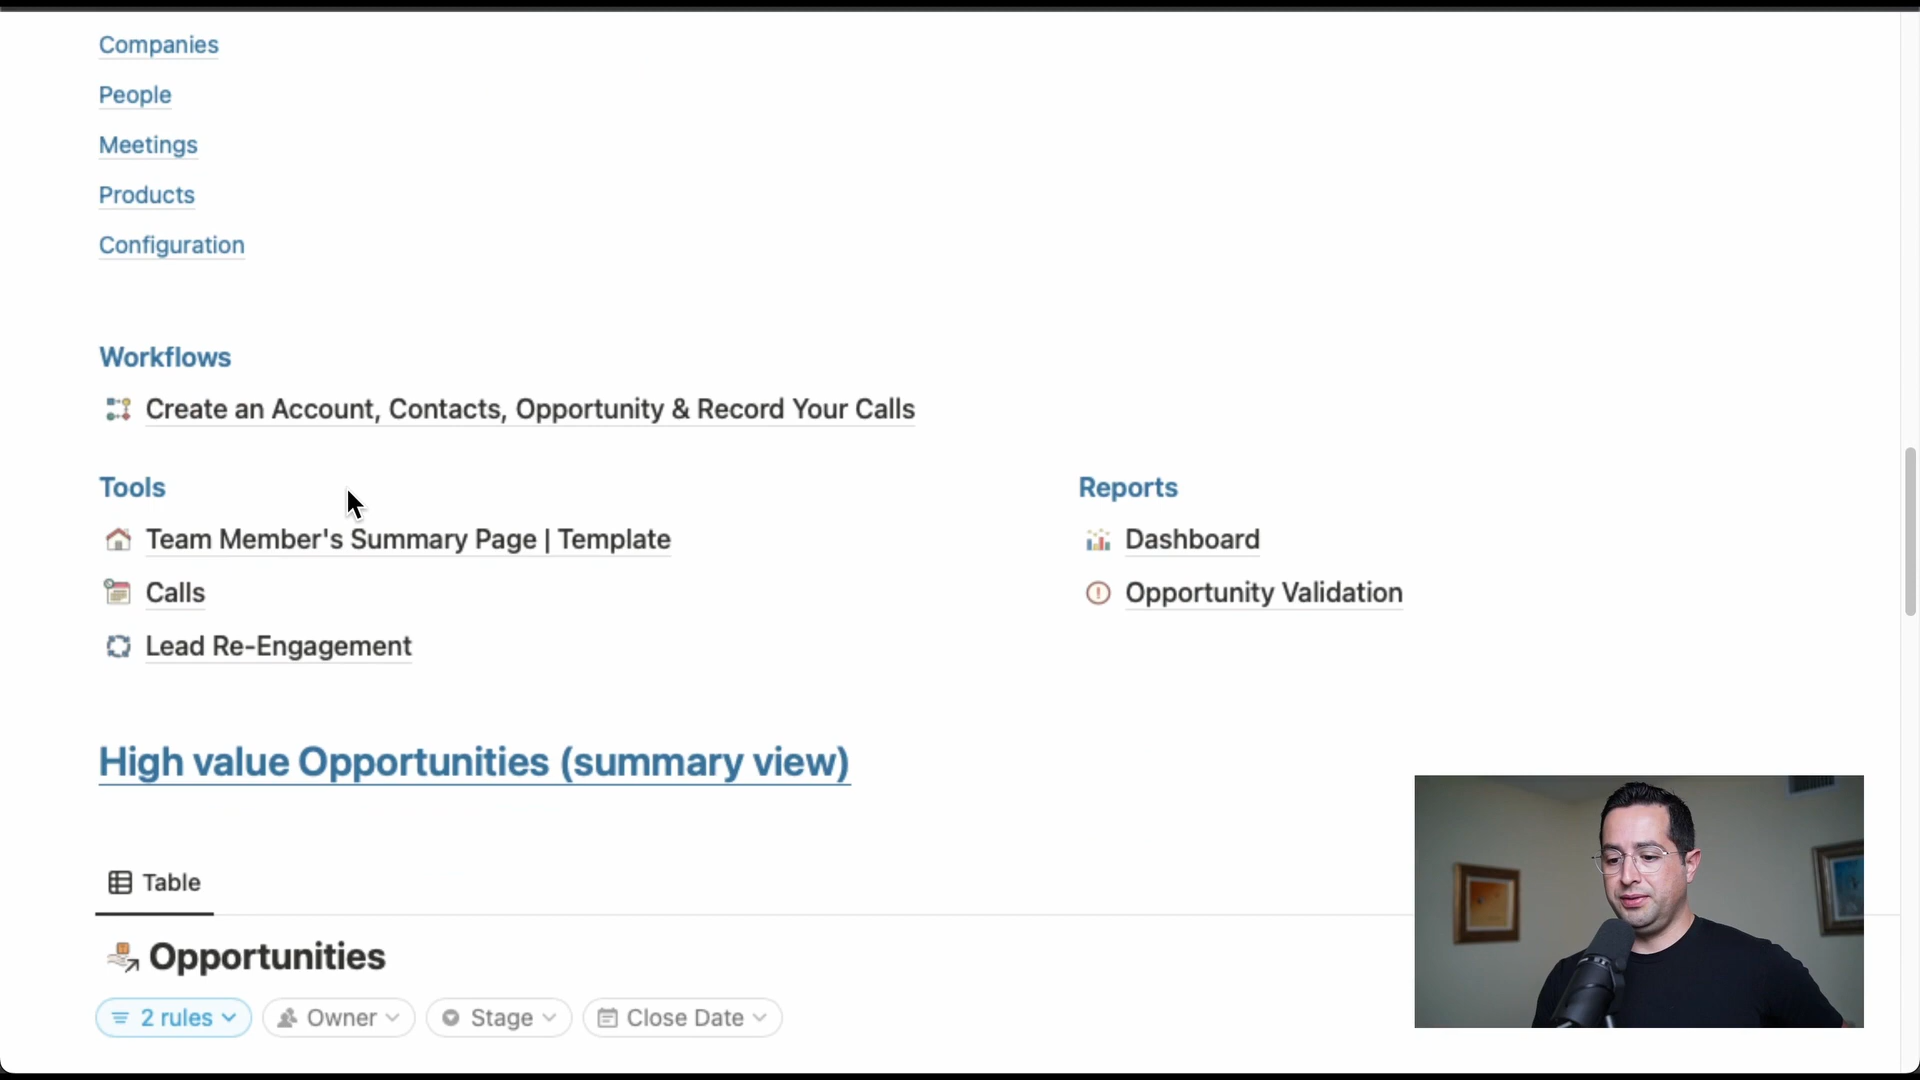 Companies
People
Meetings
Products
Configuration
Workflows
Create an Account, Contacts, Opportunity & Record Your Calls
Tools
Team Member's Summary Page | Template
Calls
Lead Re-Engagement
Reports
Dashboard
Opportunity Validation
High value Opportunities (summary view)
Table
Opportunities
2 rules
Owner
Stage
Close Date